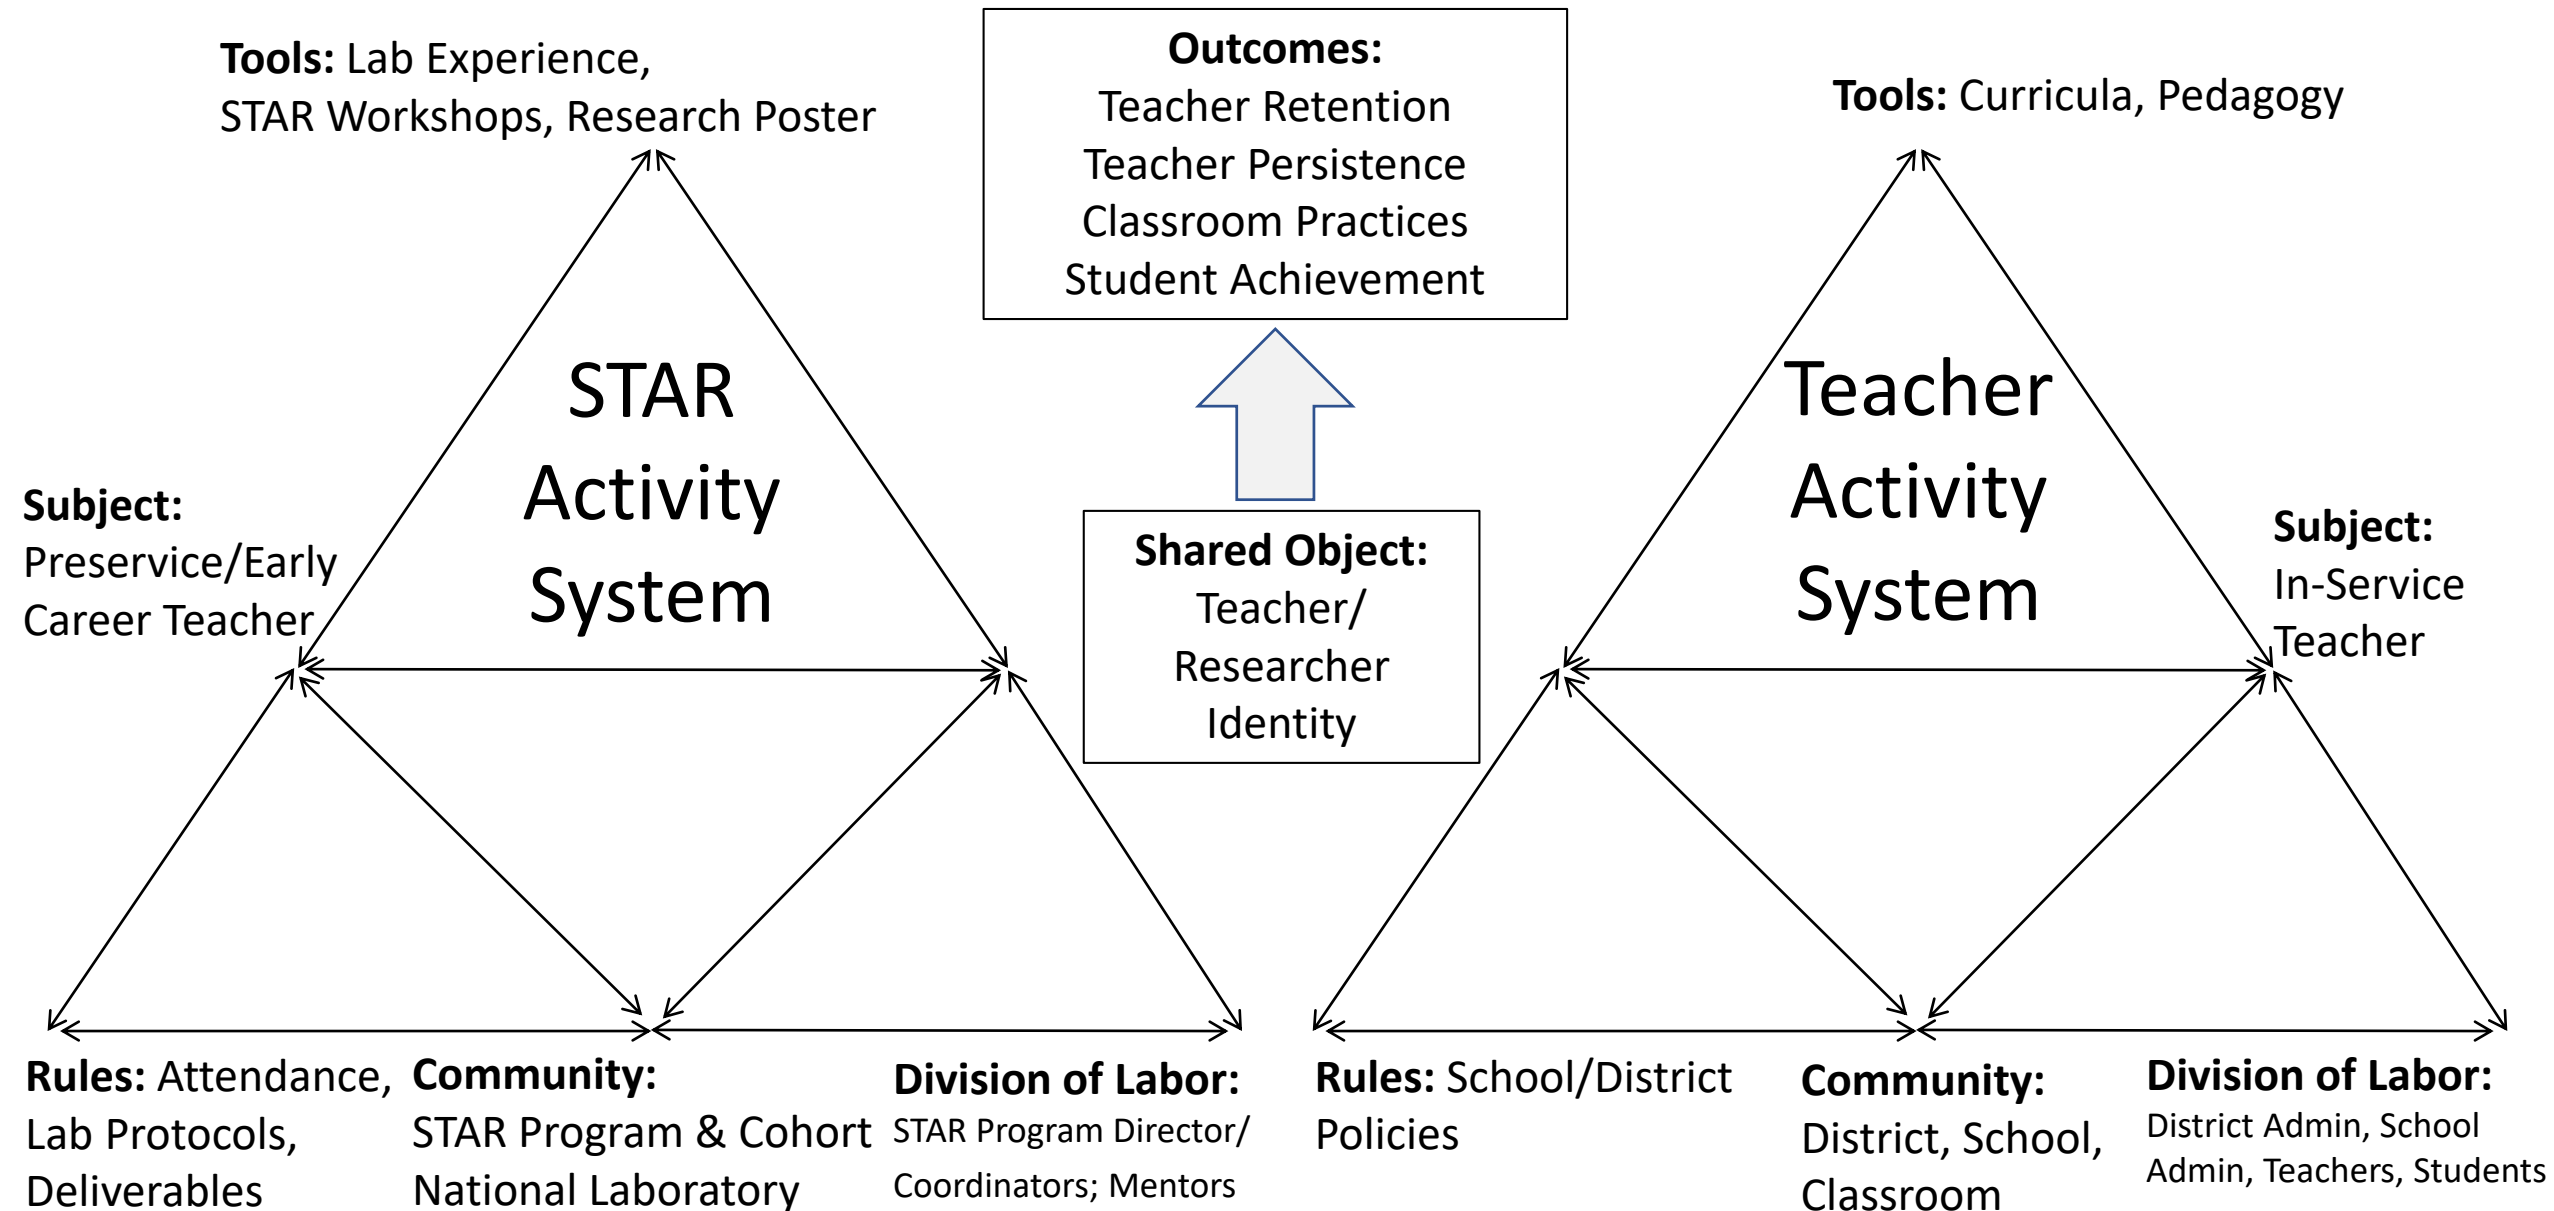 Tools: Lab Experience,
STAR Workshops, Research Poster
STAR
Activity
System
Subject:
Preservice/Early
Career Teacher
Rules: Attendance,
Lab Protocols,
Deliverables
Community:
STAR Program & Cohort
National Laboratory
Division of Labor:
STAR Program Director/
Coordinators; Mentors
Outcomes:
Teacher Retention
Teacher Persistence
Classroom Practices
Student Achievement
Shared Object:
Teacher/
Researcher
Identity
Tools: Curricula, Pedagogy
Teacher
Activity
System
Subject:
In-Service
Teacher
Rules: School/District
Policies
Community:
District, School,
Classroom
Division of Labor:
District Admin, School
Admin, Teachers, Students